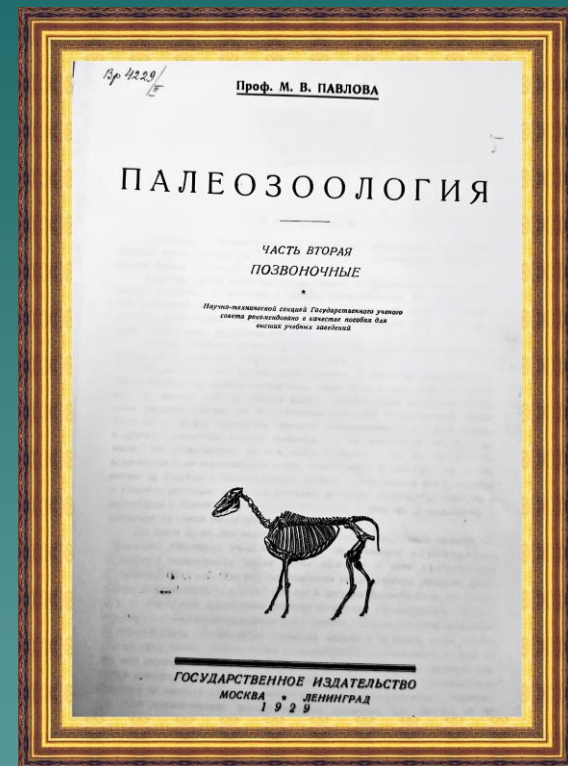 Вр 4229/II
Проф. М. В. ПАВЛОВА
ПАЛЕОЗООЛОГИЯ
ЧАСТЬ ВТОРАЯ
ПОЗВОНОЧНЫЕ
Научно-технической секцией Государственного ученого
совета рекомендовано в качестве пособия для
высших учебных заведений
ГОСУДАРСТВЕННОЕ ИЗДАТЕЛЬСТВО
МОСКВА ★ ЛЕНИНГРАД
1929